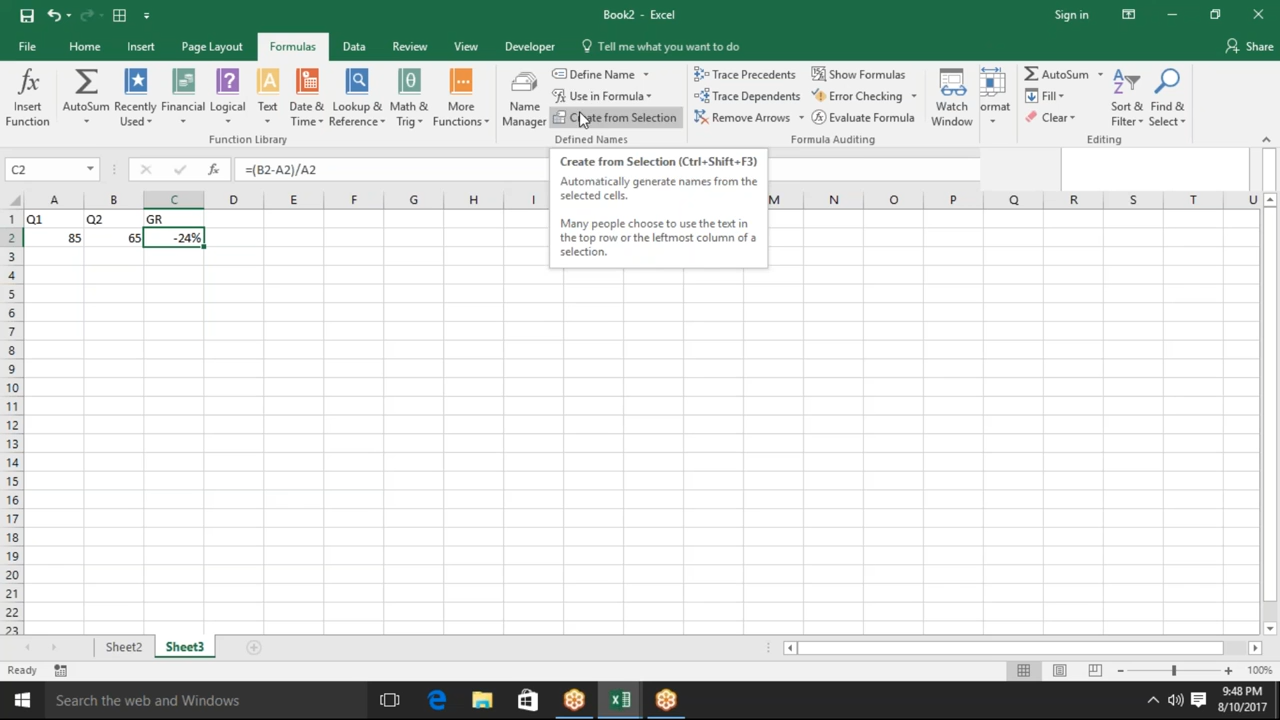 Book2 - Excel
Sign in
File
Home
Insert
Page Layout
Formulas
Data
Review
View
Developer
Tell me what you want to do
Share
Insert Function
AutoSum
Recently Used
Financial
Logical
Text
Date & Time
Lookup & Reference
Math & Trig
More Functions
Function Library
Name Manager
Define Name
Use in Formula
Create from Selection
Defined Names
Trace Precedents
Trace Dependents
Remove Arrows
Show Formulas
Error Checking
Evaluate Formula
Formula Auditing
Watch Window
ormat
AutoSum
Fill
Clear
Sort & Filter
Find & Select
Editing
C2
fx
=(B2-A2)/A2
Create from Selection (Ctrl+Shift+F3)
Automatically generate names from the
selected cells.
Many people choose to use the text in
the top row or the leftmost column of a
selection.
A B C D E F G H I M N O P Q R S T U
1 Q1 Q2 GR
2 85 65 -24%
3
4
5
6
7
8
9
10
11
12
13
14
15
16
17
18
19
20
21
22
23
Sheet2
Sheet3
Ready
100%
Search the web and Windows
9:48 PM
8/10/2017